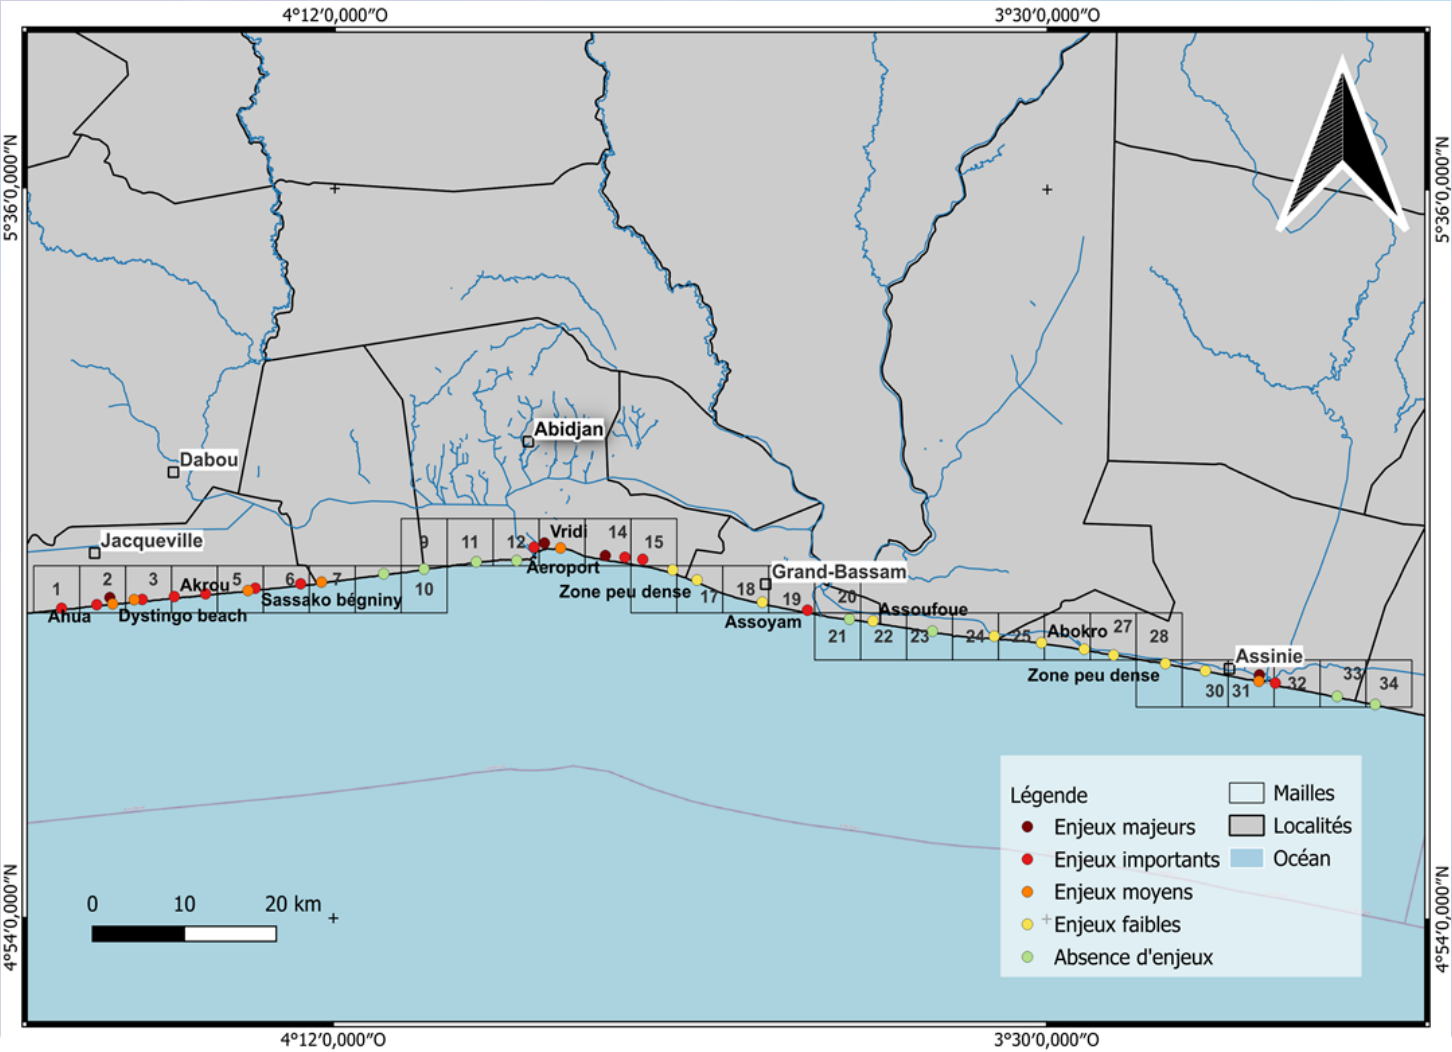 4°12′0,000″O
3°30′0,000″O
5°36′0,000″N
5°36′0,000″N
Abidjan
Dabou
Jacqueville
9
11
12
Vridi
14
15
Grand-Bassam
1
2
3
Akrou
5
6
7
10
Aeroport
Zone peu dense
17
18
19
20
Ahua
Dystingo beach
Sassako bégniny
Assoyam
Assoufoue
21
22
23
24
25
Abokro
27
28
Zone peu dense
Assinie
30
31
32
33
34
Légende
Enjeux majeurs
Enjeux importants
Enjeux moyens
Enjeux faibles
Absence d'enjeux
Mailles
Localités
Océan
0 10 20 km
4°54′0,000″N
4°54′0,000″N
4°12′0,000″O
3°30′0,000″O